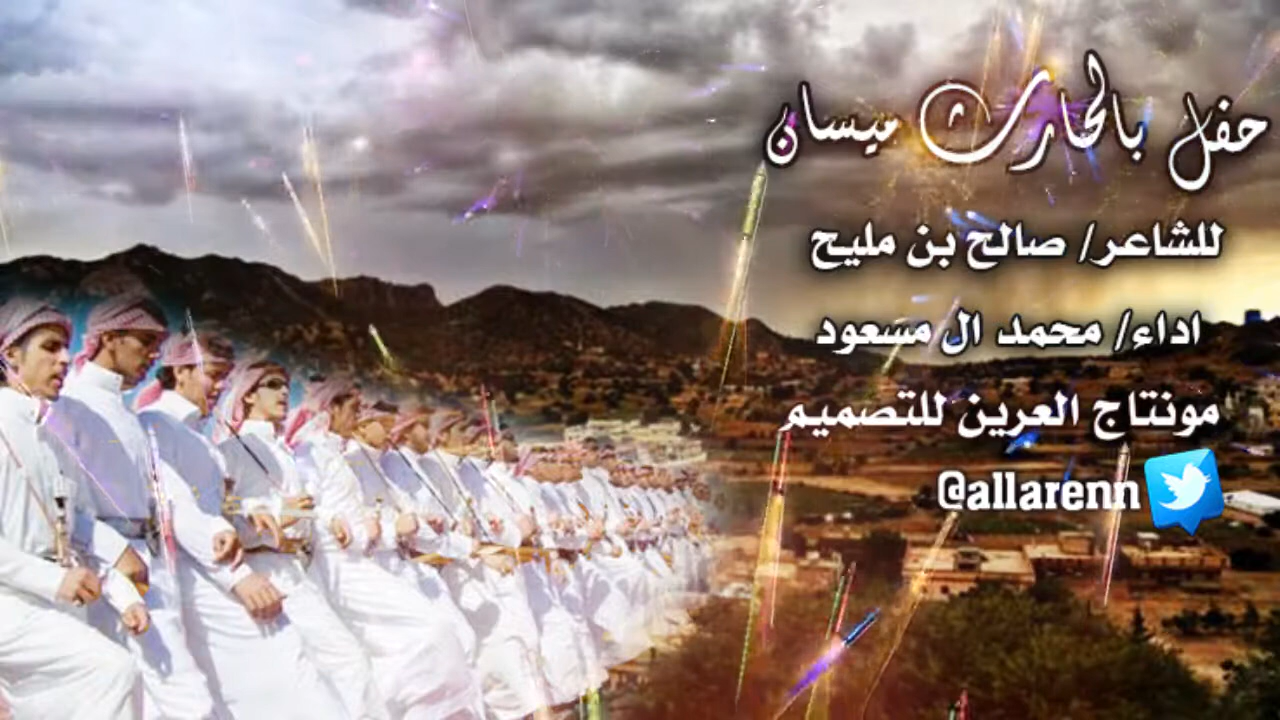 حفل بالحارث ميسان
للشاعر/ صالح بن مليح
اداء/ محمد ال مسعود
مونتاج العرين للتصميم
@allarenn